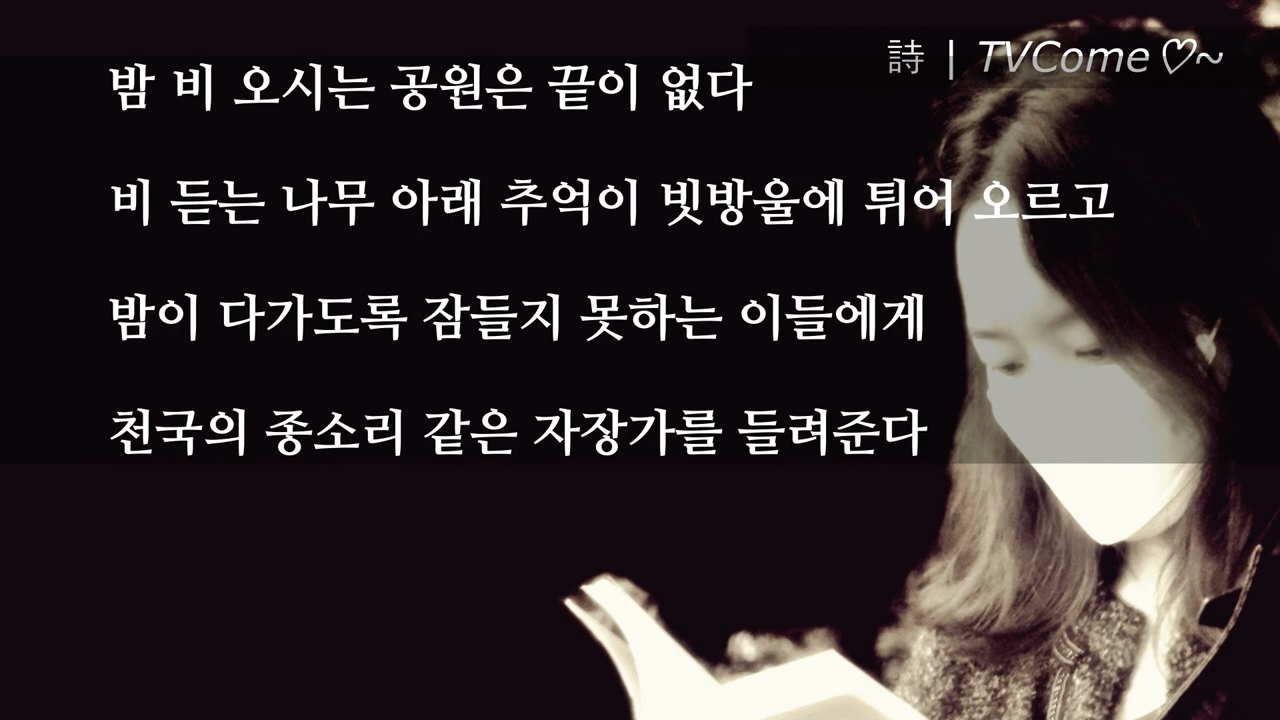 詩 | TVCome ♡~
밤 비 오시는 공원은 끝이 없다
비 듣는 나무 아래 추억이 빗방울에 튀어 오르고
밤이 다가도록 잠들지 못하는 이들에게
천국의 종소리 같은 자장가를 들려준다